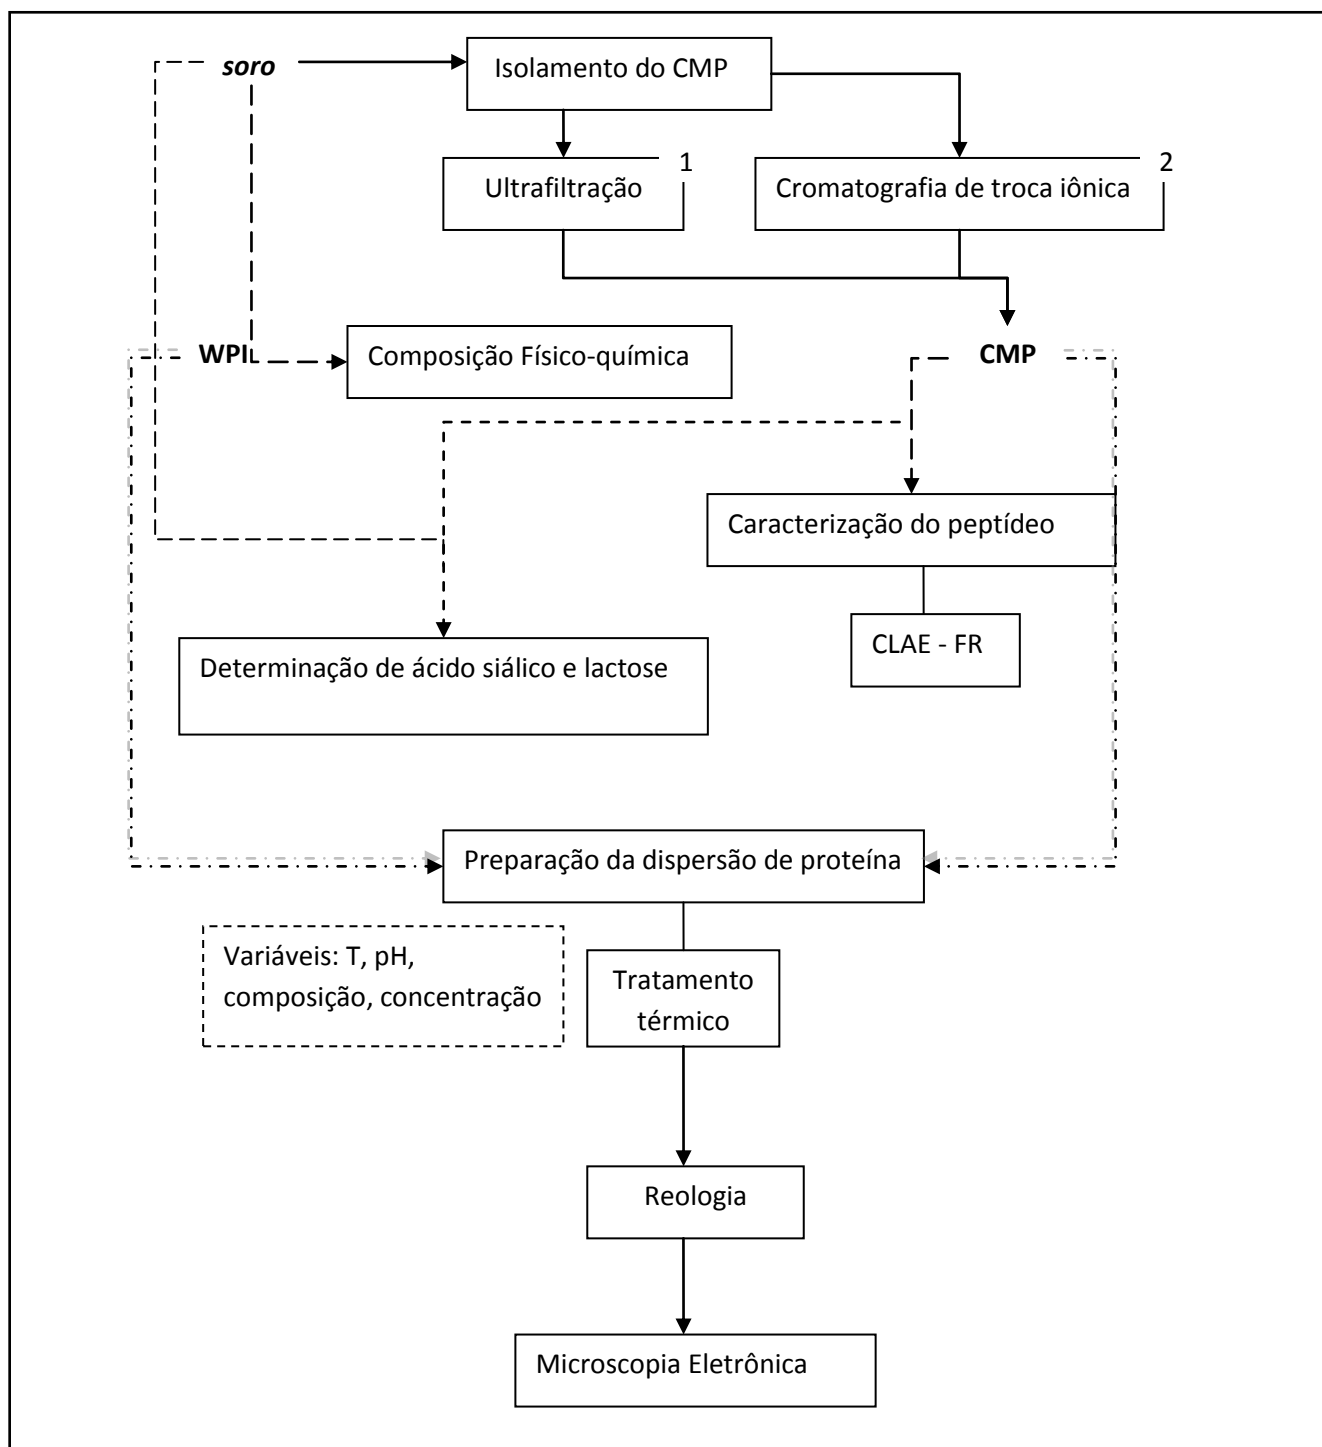 soro
Isolamento do CMP
1
Ultrafiltração
2
Cromatografia de troca iônica
WPI
Composição Físico-química
CMP
Caracterização do peptídeo
CLAE - FR
Determinação de ácido siálico e lactose
Preparação da dispersão de proteína
Variáveis: T, pH,
composição, concentração
Tratamento
térmico
Reologia
Microscopia Eletrônica